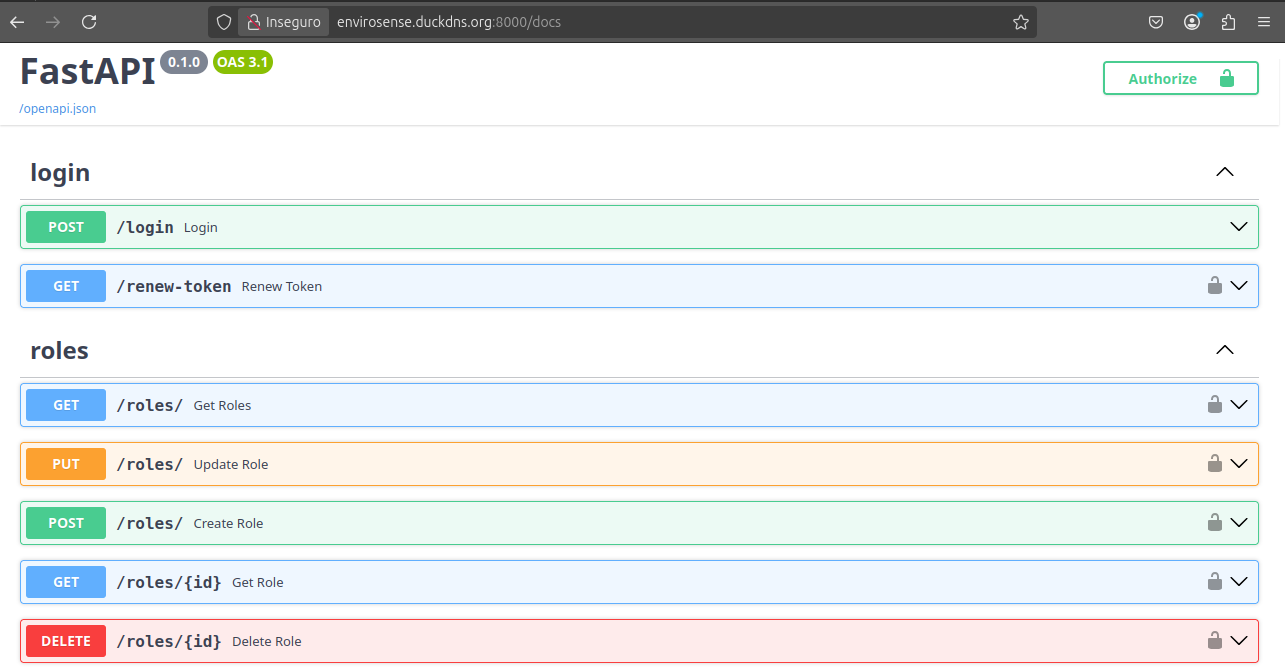 Inseguro envirosense.duckdns.org:8000/docs
FastAPI 0.1.0 OAS 3.1
Authorize
/openapi.json
login
POST /login Login
GET /renew-token Renew Token
roles
GET /roles/ Get Roles
PUT /roles/ Update Role
POST /roles/ Create Role
GET /roles/{id} Get Role
DELETE /roles/{id} Delete Role